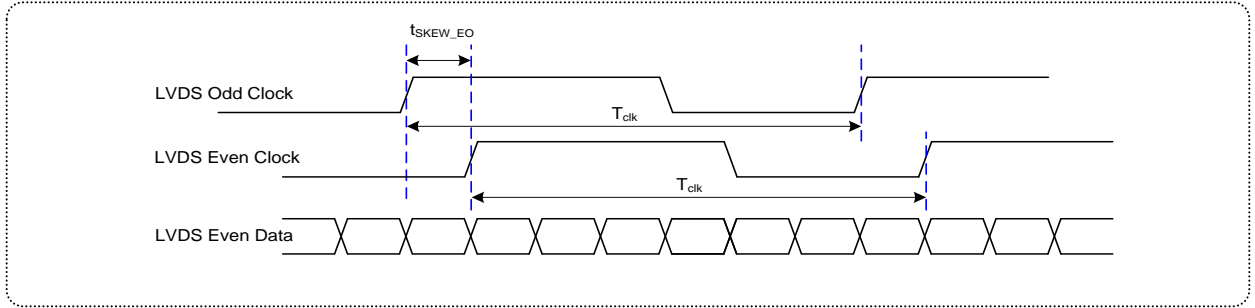 tSKEW_EO
LVDS Odd Clock
Tclk
LVDS Even Clock
Tclk
LVDS Even Data